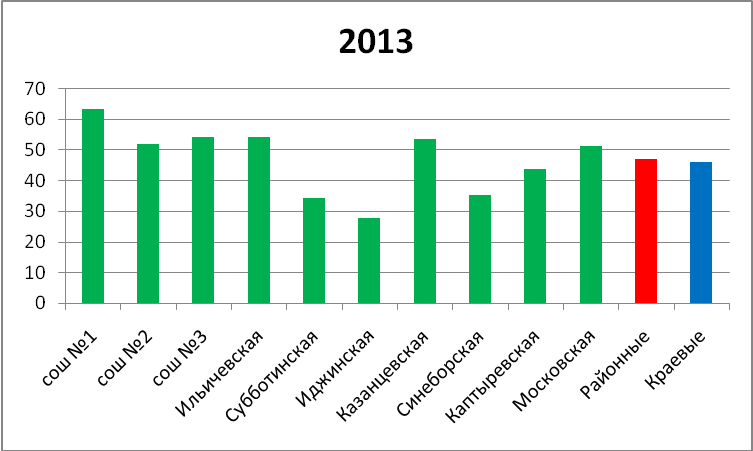 2013
70
60
50
40
30
20
10
0
сош №1
сош №2
сош №3
Ильичевская
Субботинская
Иджинская
Казанцевская
Синеборская
Каптыревская
Московская
Районные
Краевые